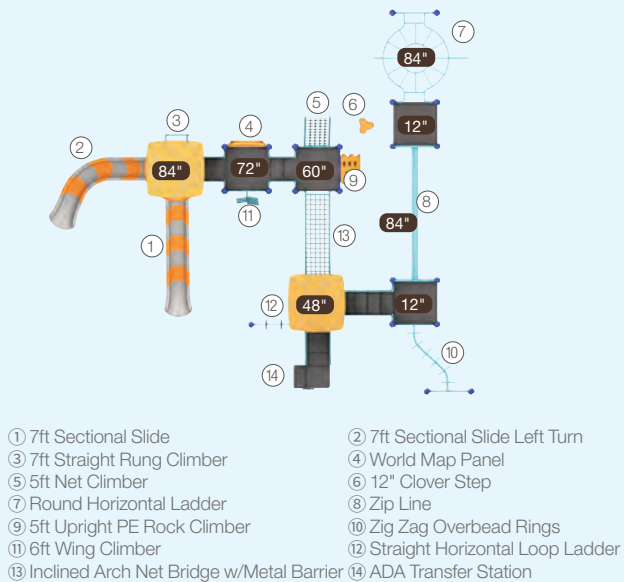 7
84"
5
6
3
4
12"
2
84"
72"
60"
9
11
8
84"
1
13
48"
12"
12
10
14
① 7ft Sectional Slide
② 7ft Sectional Slide Left Turn
③ 7ft Straight Rung Climber
④ World Map Panel
⑤ 5ft Net Climber
⑥ 12" Clover Step
⑦ Round Horizontal Ladder
⑧ Zip Line
⑨ 5ft Upright PE Rock Climber
⑩ Zig Zag Overbead Rings
⑪ 6ft Wing Climber
⑫ Straight Horizontal Loop Ladder
⑬ Inclined Arch Net Bridge w/Metal Barrier
⑭ ADA Transfer Station